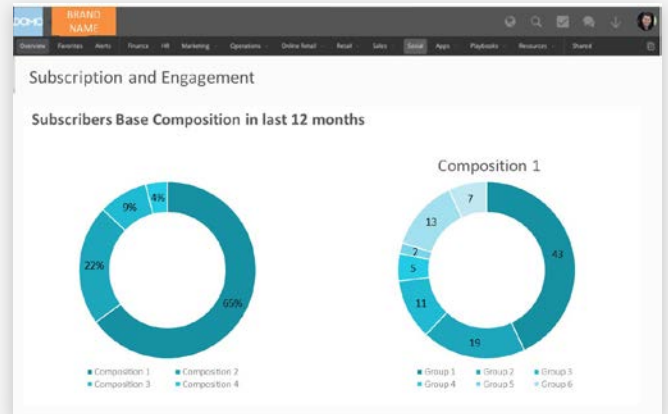 DOMO
BRAND
NAME
Overview Favorites Alerts Finance HR Marketing Operations Online Retail Retail Sales Social Apps Playbooks Resources Shared
Subscription and Engagement
Subscribers Base Composition in last 12 months
Composition 1
4%
9%
22%
65%
7
13
2
5
11
19
43
Composition 1 Composition 2
Composition 3 Composition 4
Group 1 Group 2 Group 3
Group 4 Group 5 Group 6